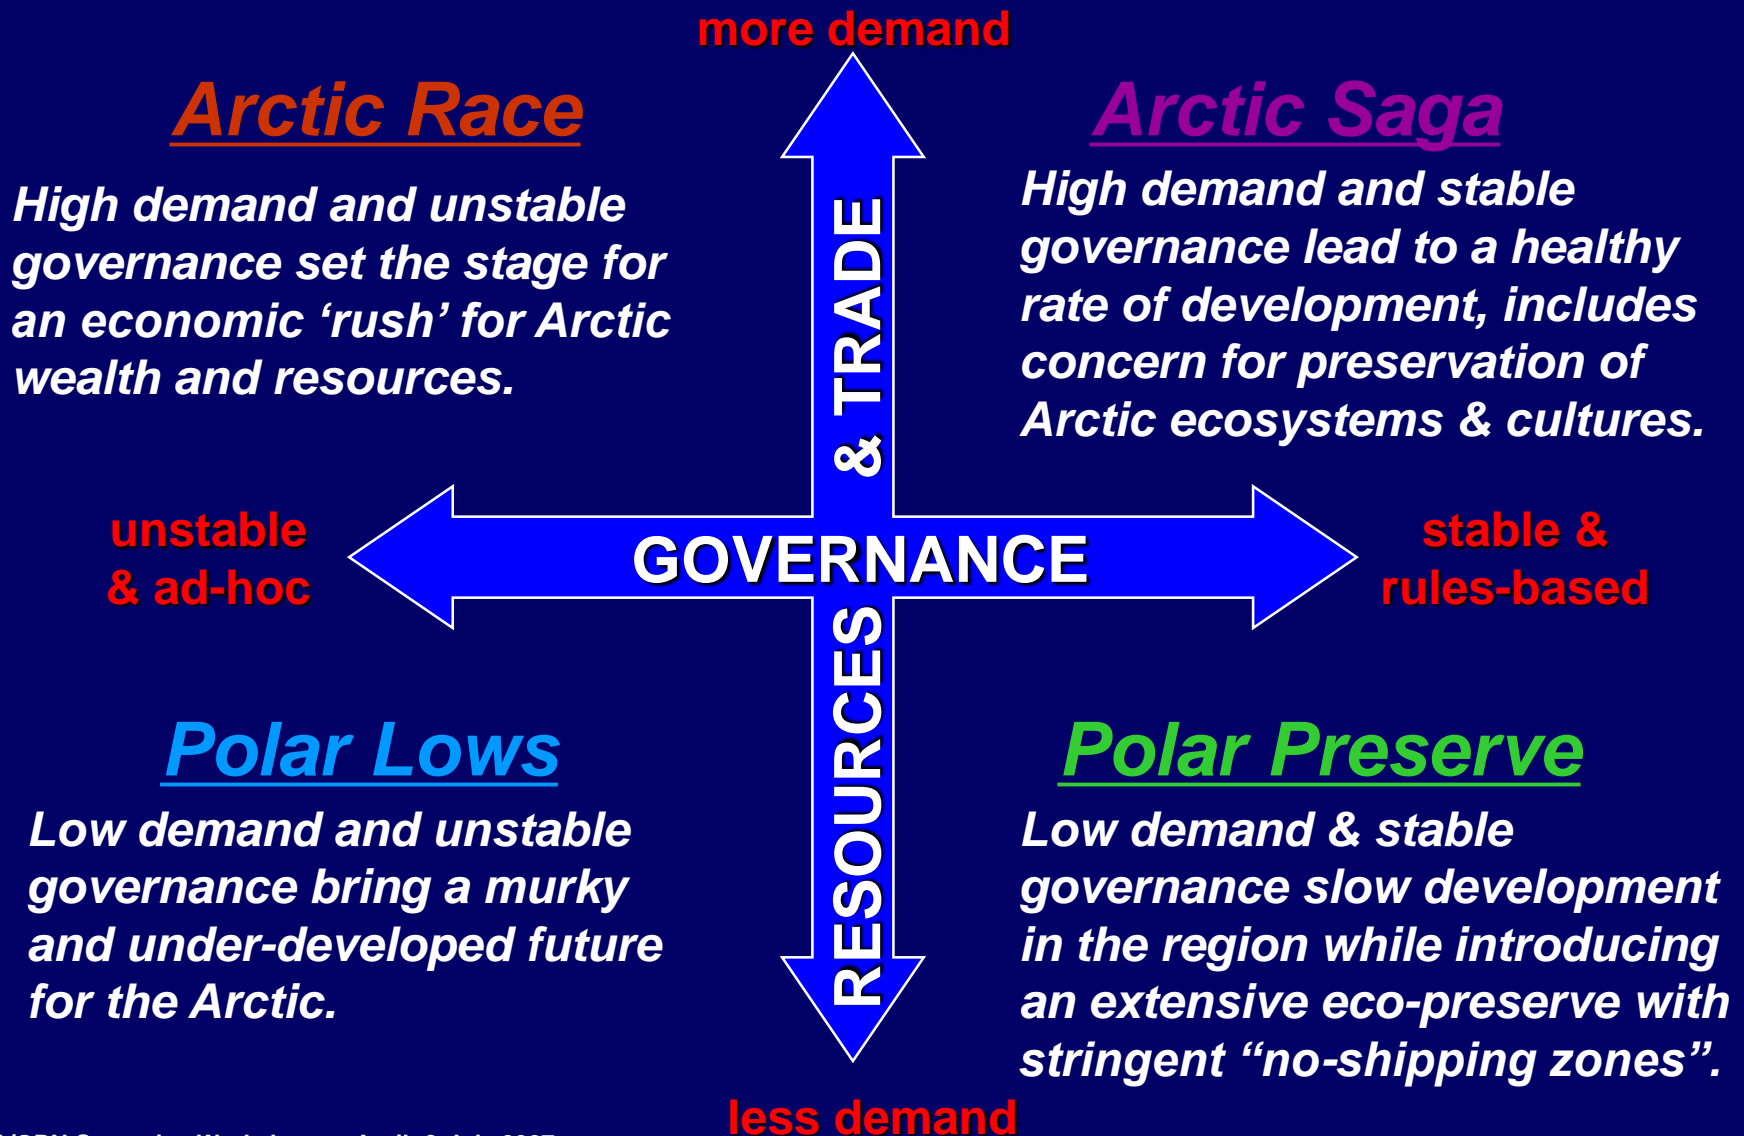 more demand
Arctic Race
High demand and unstable
governance set the stage for
an economic ‘rush’ for Arctic
wealth and resources.
Arctic Saga
High demand and stable
governance lead to a healthy
rate of development, includes
concern for preservation of
Arctic ecosystems & cultures.
unstable
& ad-hoc
GOVERNANCE
RESOURCES & TRADE
stable &
rules-based
Polar Lows
Low demand and unstable
governance bring a murky
and under-developed future
for the Arctic.
Polar Preserve
Low demand & stable
governance slow development
in the region while introducing
an extensive eco-preserve with
stringent “no-shipping zones”.
less demand